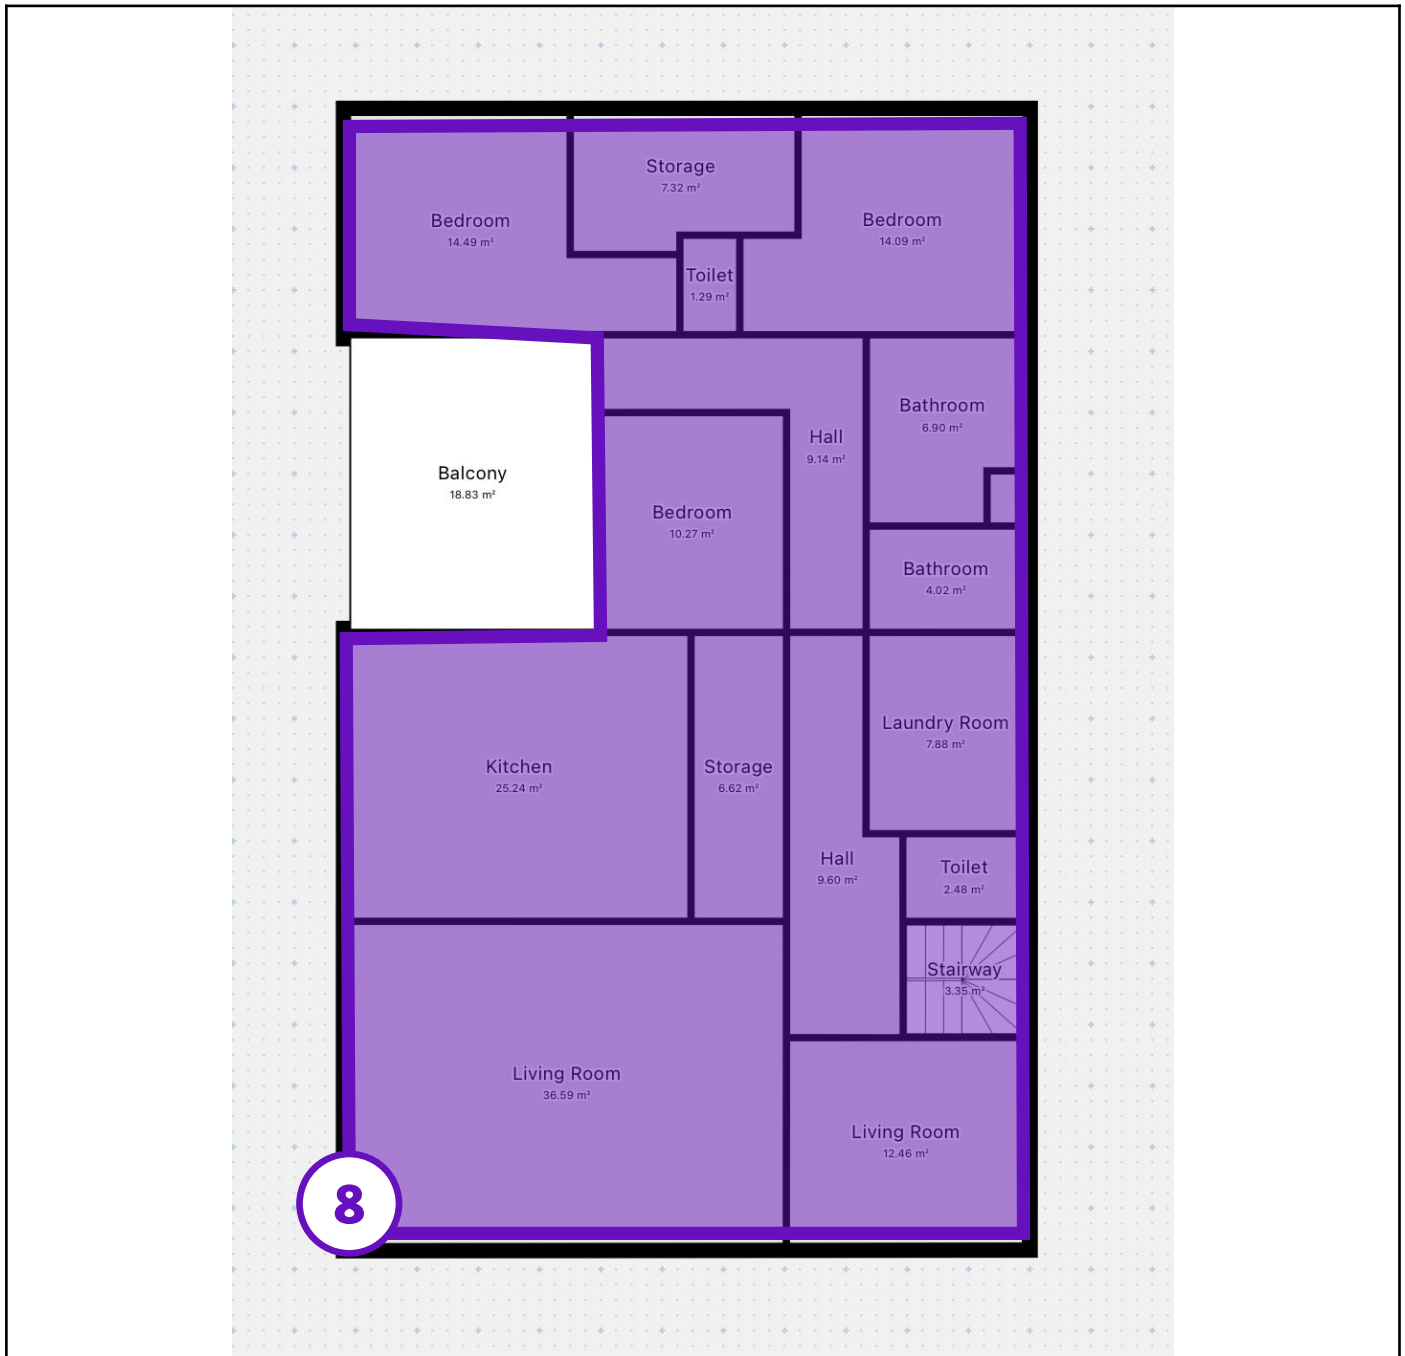 Storage
7.32 m²
Bedroom
14.49 m²
Bedroom
14.09 m²
Toilet
1.29 m²
Bathroom
6.90 m²
Hall
9.14 m²
Balcony
18.83 m²
Bedroom
10.27 m²
Bathroom
4.02 m²
Laundry Room
7.88 m²
Kitchen
25.24 m²
Storage
6.62 m²
Hall
9.60 m²
Toilet
2.48 m²
Stairway
3.35 m²
Living Room
36.59 m²
Living Room
12.46 m²
8